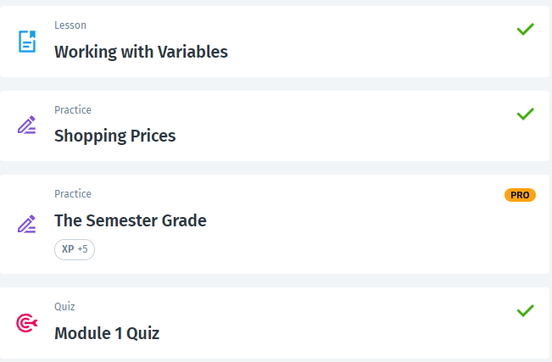 Lesson
Working with Variables
Practice
Shopping Prices
Practice
PRO
The Semester Grade
XP +5
Quiz
Module 1 Quiz